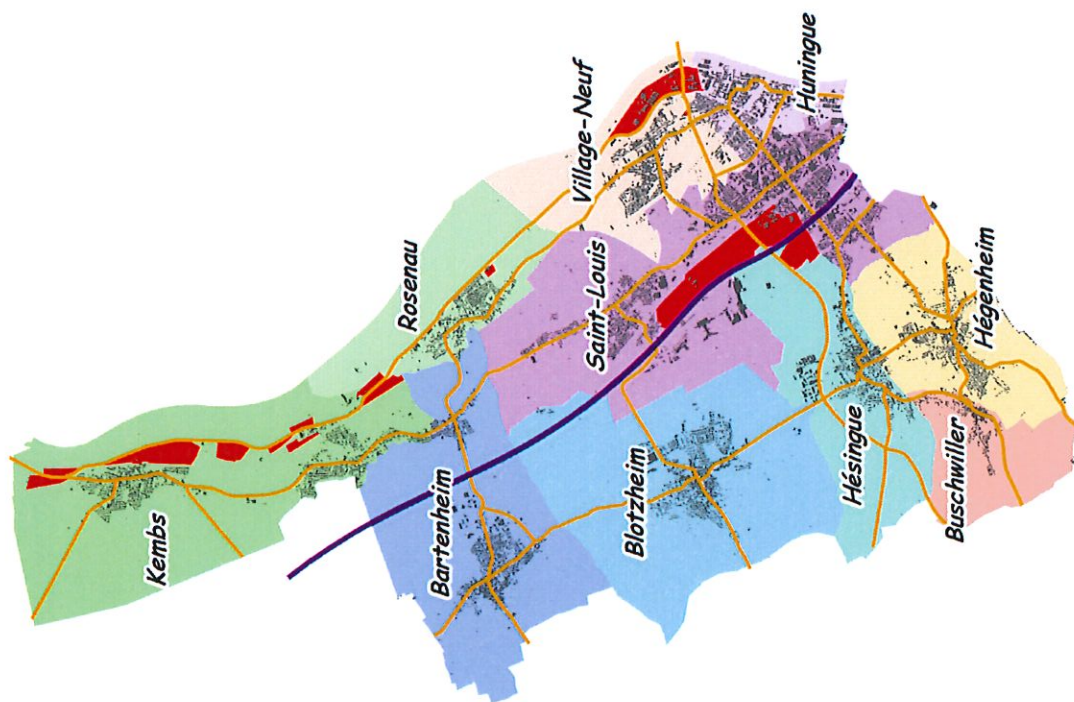 Kembs
Rosenau
Village-Neuf
Bartenheim
Saint-Louis
Huningue
Blotzheim
Hésingue
Hégenheim
Buschwiller